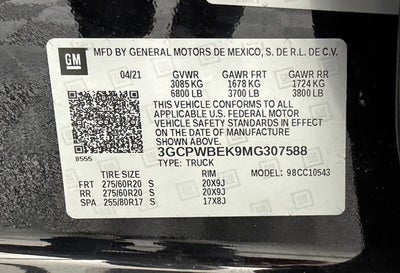 GM
MFD BY GENERAL MOTORS DE MEXICO, S. DE R.L. DE C.V.
04/21 GVWR GAWR FRT GAWR RR
3085 KG 1678 KG 1724 KG
6800 LB 3700 LB 3800 LB
THIS VEHICLE CONFORMS TO ALL
APPLICABLE U.S. FEDERAL MOTOR
VEHICLE SAFETY STANDARDS IN
EFFECT ON THE DATE OF MANUFACTURE
SHOWN ABOVE.
3GCPWBEK9MG307588
8555 TYPE: TRUCK
TIRE SIZE RIM 98CC10543
FRT 275/60R20 S 20X9J
RR 275/60R20 S 20X9J
SPA 255/80R17 S 17X8J